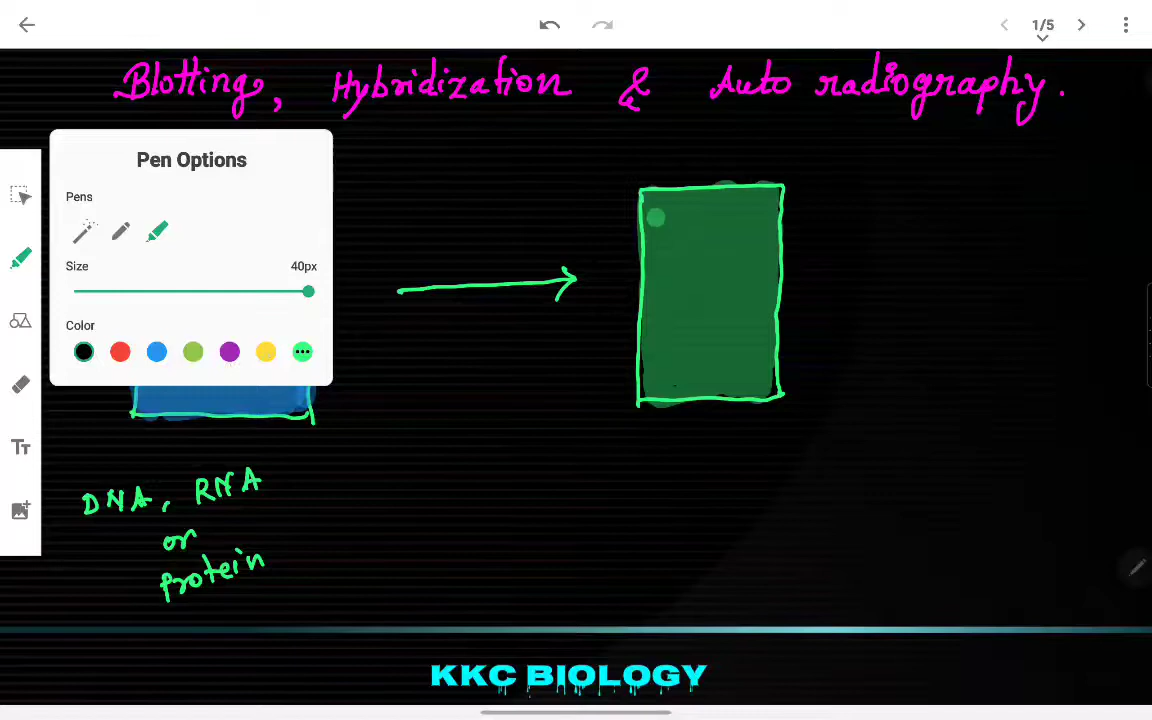 1/5
Blotting, Hybridization & Auto radiography.
Pen Options
Pens
Size 40px
Color
DNA, RNA
or
Protein
KKC BIOLOGY